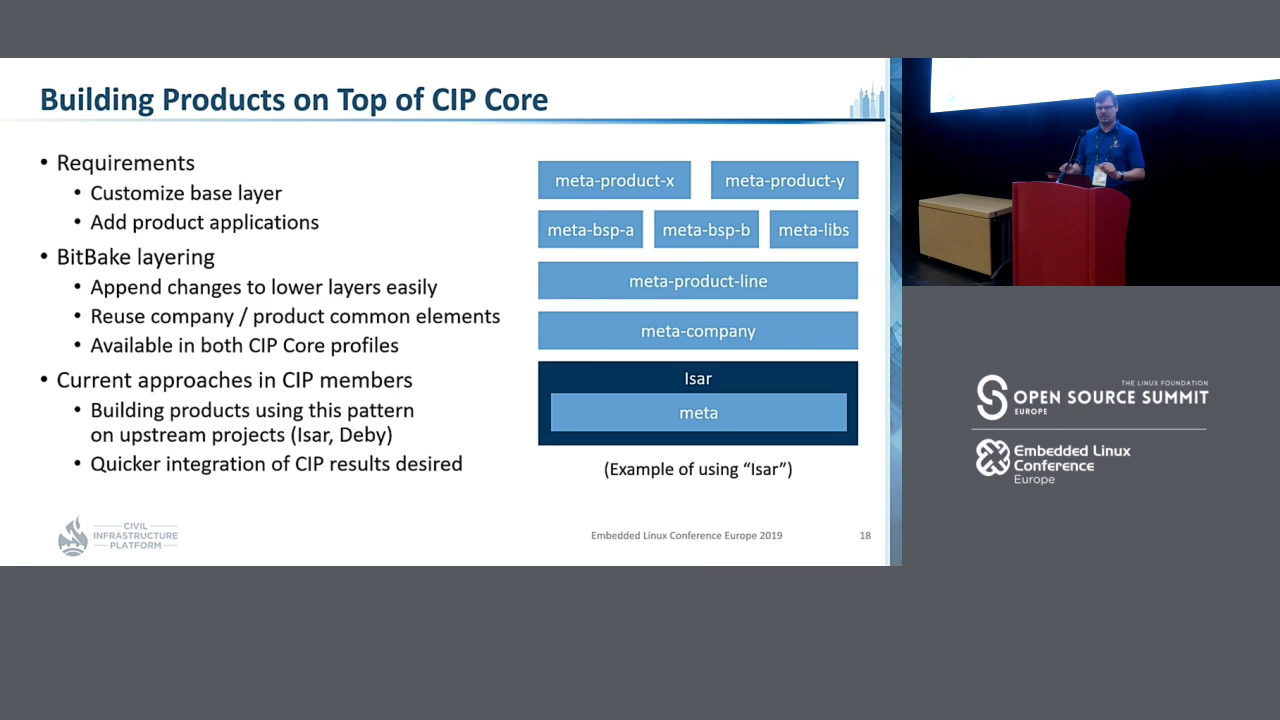 Building Products on Top of CIP Core
• Requirements
• Customize base layer
• Add product applications
• BitBake layering
• Append changes to lower layers easily
• Reuse company / product common elements
• Available in both CIP Core profiles
• Current approaches in CIP members
• Building products using this pattern
on upstream projects (Isar, Deby)
• Quicker integration of CIP results desired
meta-product-x
meta-product-y
meta-bsp-a
meta-bsp-b
meta-libs
meta-product-line
meta-company
Isar
meta
(Example of using “Isar”)
CIVIL
INFRASTRUCTURE
PLATFORM
Embedded Linux Conference Europe 2019
18
THE LINUX FOUNDATION
OPEN SOURCE SUMMIT
EUROPE
Embedded Linux
Conference
Europe